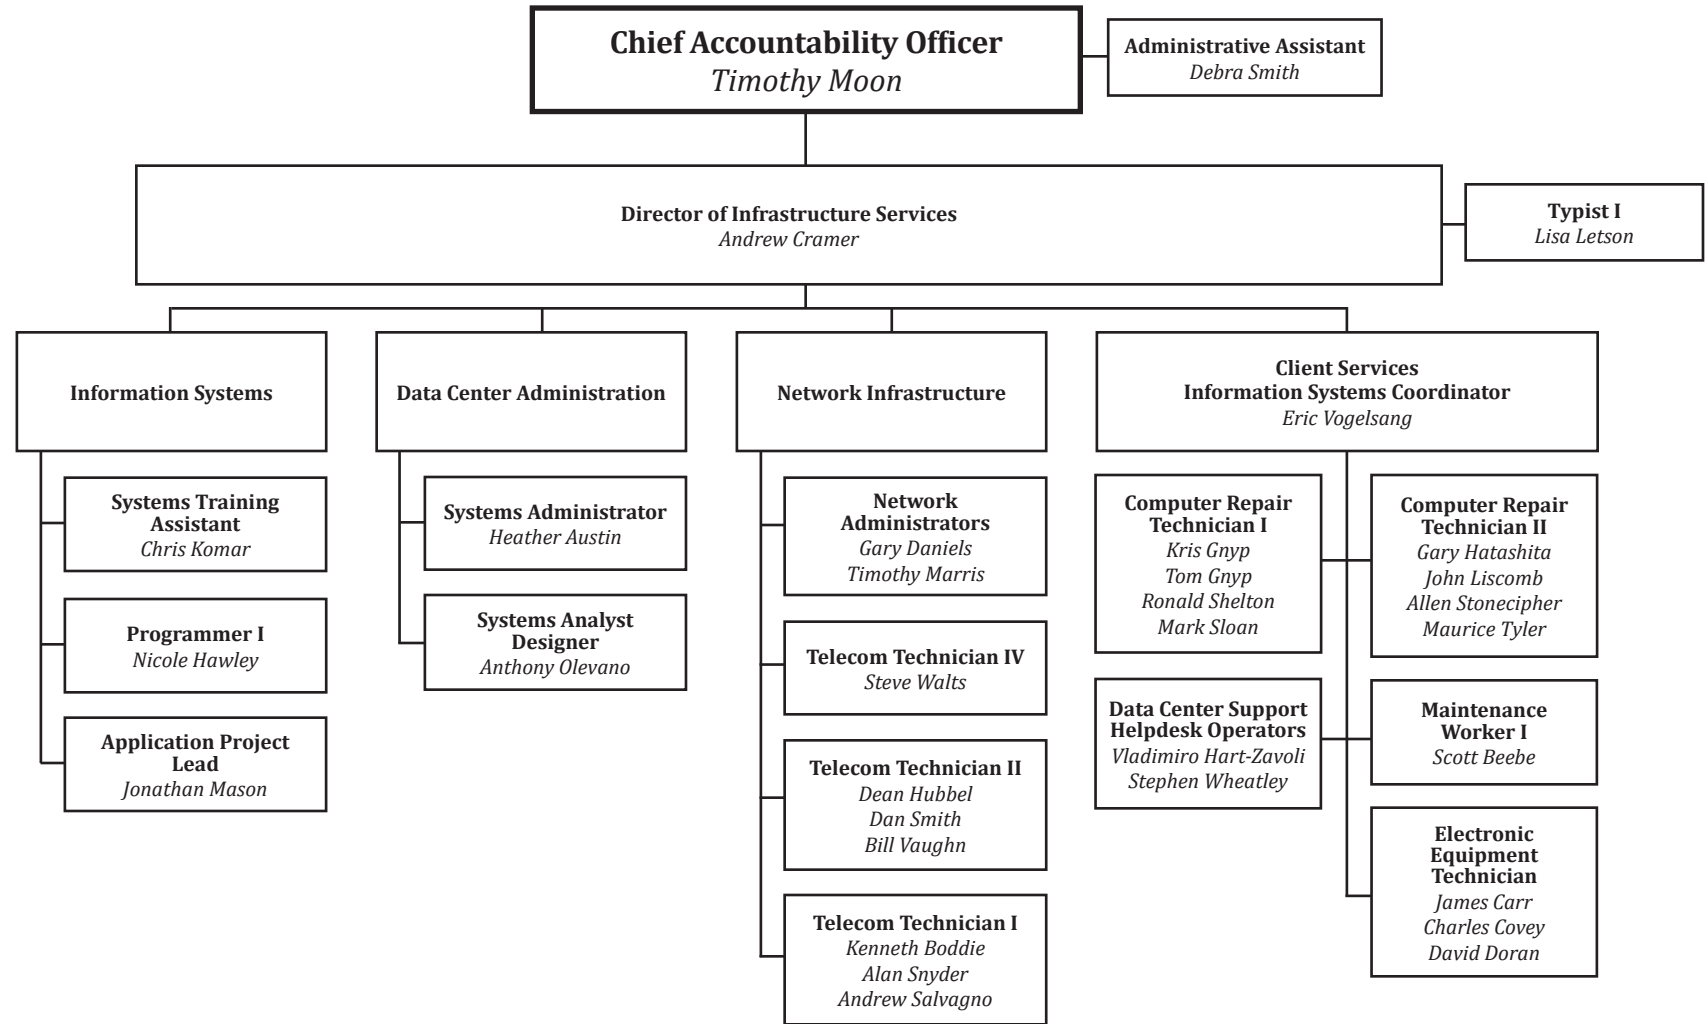 Chief Accountability Officer
Timothy Moon
Administrative Assistant
Debra Smith
Director of Infrastructure Services
Andrew Cramer
Typist I
Lisa Letson
Information Systems
Systems Training
Assistant
Chris Komar
Programmer I
Nicole Hawley
Application Project
Lead
Jonathan Mason
Data Center Administration
Systems Administrator
Heather Austin
Systems Analyst
Designer
Anthony Olevano
Network Infrastructure
Network
Administrators
Gary Daniels
Timothy Marris
Telecom Technician IV
Steve Walts
Telecom Technician II
Dean Hubbel
Dan Smith
Bill Vaughn
Telecom Technician I
Kenneth Boddie
Alan Snyder
Andrew Salvagno
Client Services
Information Systems Coordinator
Eric Vogelsang
Computer Repair
Technician I
Kris Gnyp
Tom Gnyp
Ronald Shelton
Mark Sloan
Computer Repair
Technician II
Gary Hatashita
John Liscomb
Allen Stonecipher
Maurice Tyler
Data Center Support
Helpdesk Operators
Vladimiro Hart-Zavoli
Stephen Wheatley
Maintenance
Worker I
Scott Beebe
Electronic
Equipment
Technician
James Carr
Charles Covey
David Doran